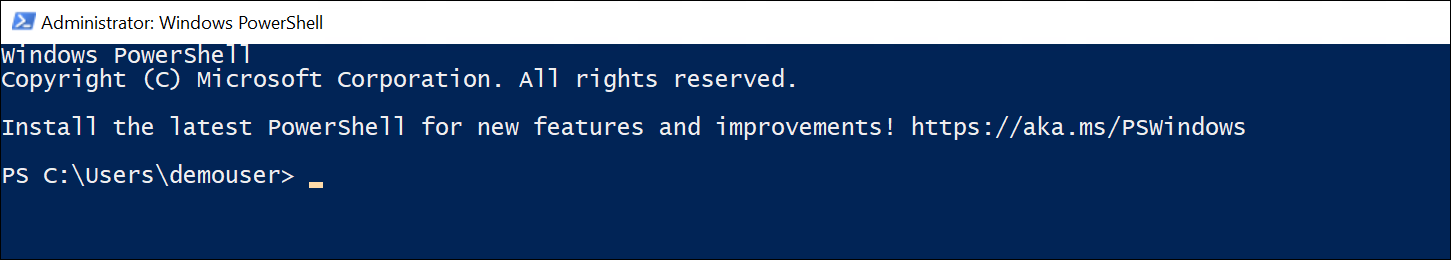 Administrator: Windows PowerShell
Windows PowerShell
Copyright (C) Microsoft Corporation. All rights reserved.
Install the latest PowerShell for new features and improvements! https://aka.ms/PSWindows
PS C:\Users\demouser> _